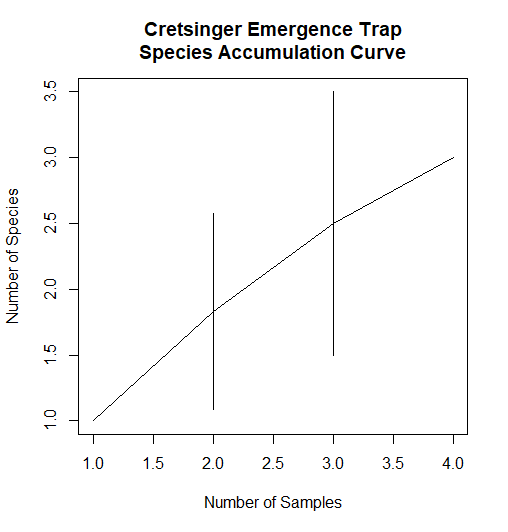 Cretsinger Emergence Trap
Species Accumulation Curve
Number of Species
3.5
3.0
2.5
2.0
1.5
1.0
1.0 1.5 2.0 2.5 3.0 3.5 4.0
Number of Samples